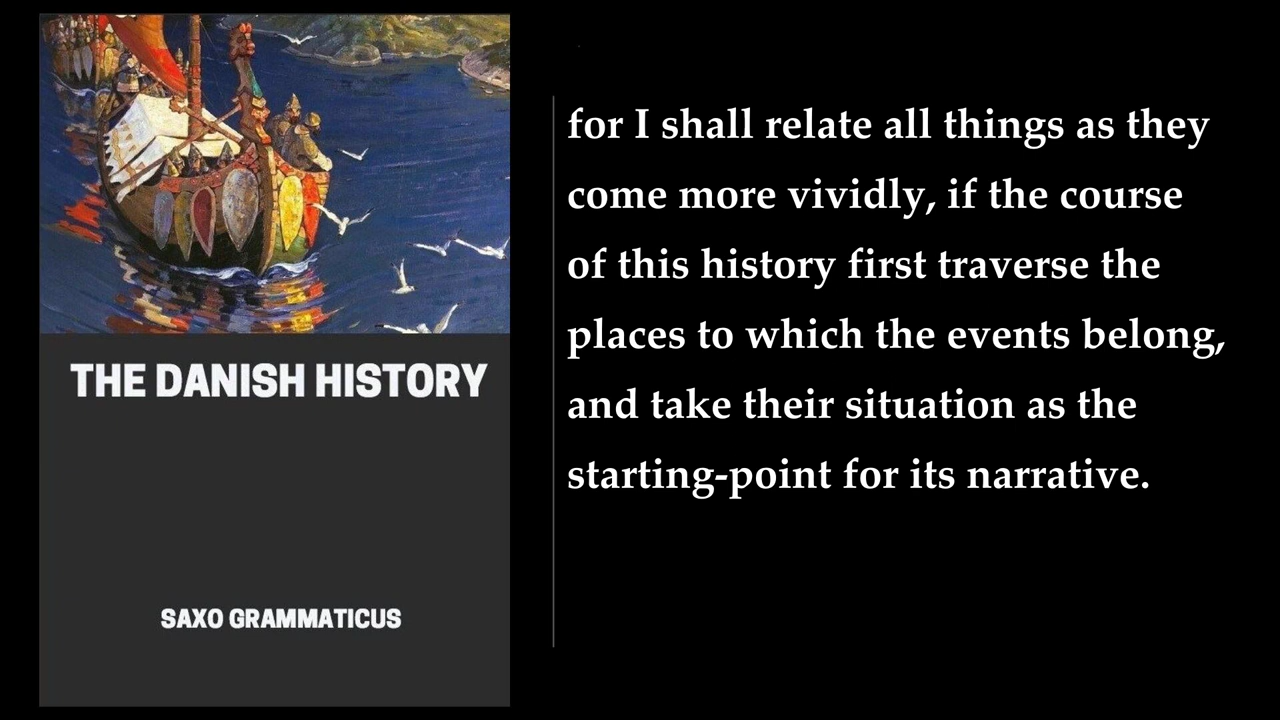 THE DANISH HISTORY
SAXO GRAMMATICUS
for I shall relate all things as they
come more vividly, if the course
of this history first traverse the
places to which the events belong,
and take their situation as the
starting-point for its narrative.